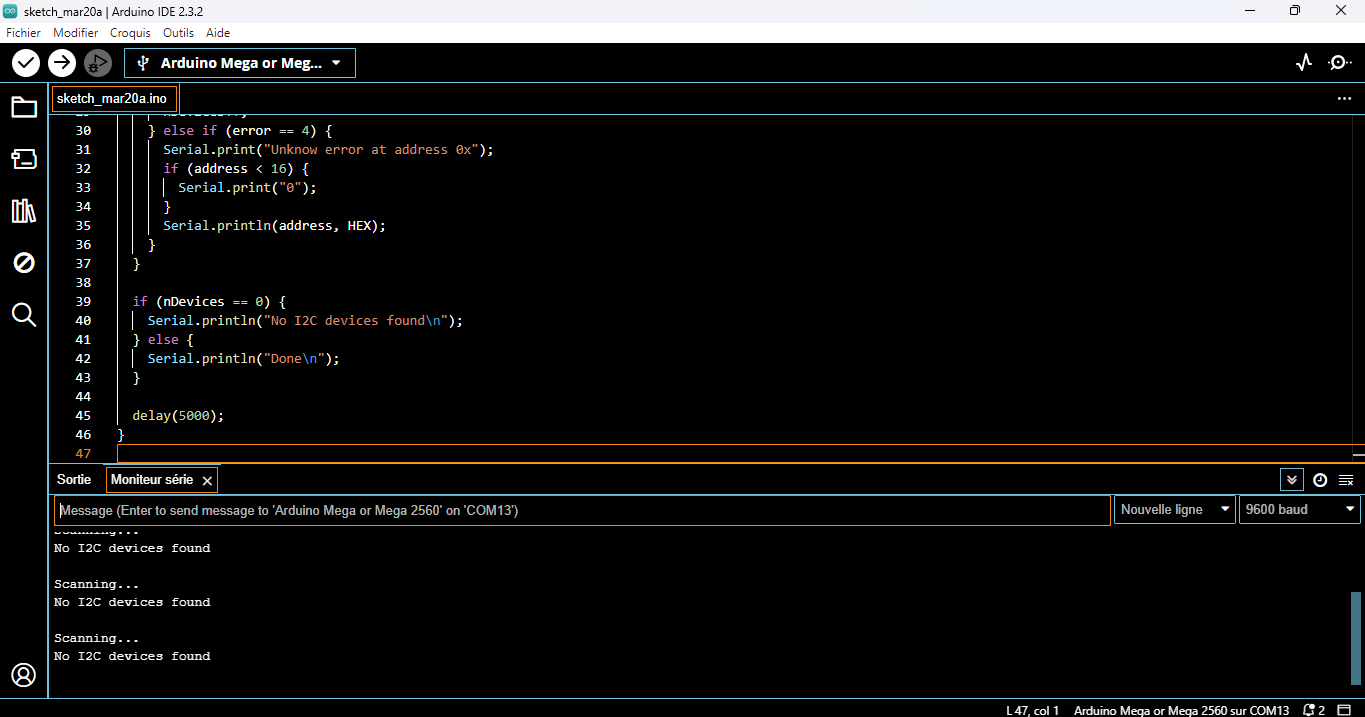 sketch_mar20a | Arduino IDE 2.3.2
Fichier Modifier Croquis Outils Aide
Arduino Mega or Meg...
sketch_mar20a.ino
30 } else if (error == 4) {
31 Serial.print("Unknow error at address 0x");
32 if (address < 16) {
33 Serial.print("0");
34 }
35 Serial.println(address, HEX);
36 }
37 }
38
39 if (nDevices == 0) {
40 Serial.println("No I2C devices found\n");
41 } else {
42 Serial.println("Done\n");
43 }
44
45 delay(5000);
46 }
47
Sortie Moniteur série
Message (Enter to send message to 'Arduino Mega or Mega 2560' on 'COM13')
Nouvelle ligne
9600 baud
No I2C devices found
Scanning...
No I2C devices found
Scanning...
No I2C devices found
L 47, col 1 Arduino Mega or Mega 2560 sur COM13 2